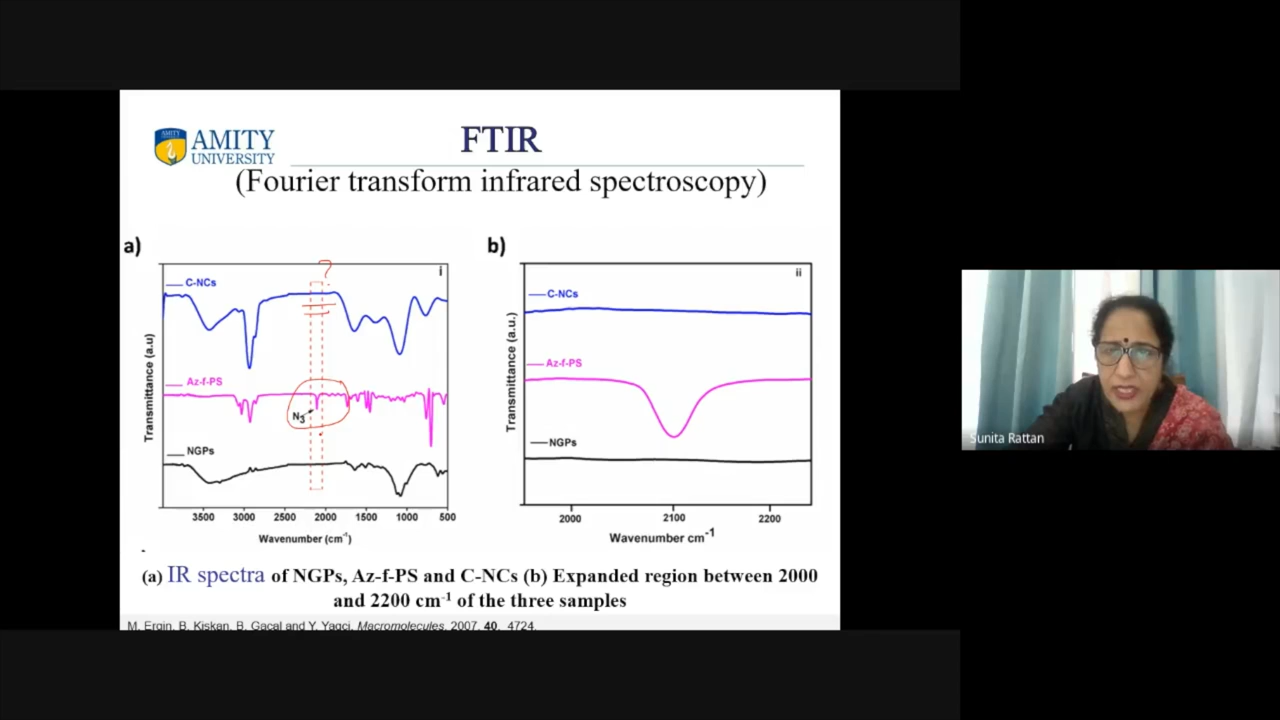 AMITY
AMITY
UNIVERSITY
FTIR
(Fourier transform infrared spectroscopy)
a)
i
C-NCs
?
Az-f-PS
N3
NGPs
Transmittance (a.u)
3500 3000 2500 2000 1500 1000 500
Wavenumber (cm-1)
b)
ii
C-NCs
Az-f-PS
NGPs
Transmittance (a.u.)
2000 2100 2200
Wavenumber cm-1
(a) IR spectra of NGPs, Az-f-PS and C-NCs (b) Expanded region between 2000
and 2200 cm-1 of the three samples
M. Ergin, B. Kiskan, B. Gacal and Y. Yagci, Macromolecules, 2007, 40, 4724.
Sunita Rattan